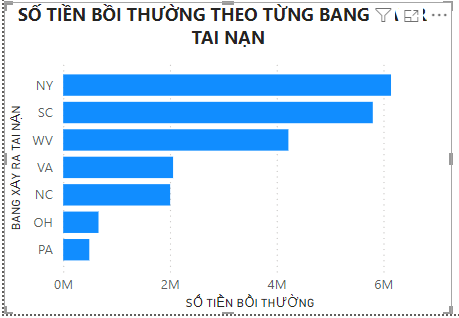 SỐ TIỀN BỒI THƯỜNG THEO TỪNG BANG
TAI NẠN
BANG XẢY RA TAI NẠN
NY
SC
WV
VA
NC
OH
PA
0M 2M 4M 6M
SỐ TIỀN BỒI THƯỜNG